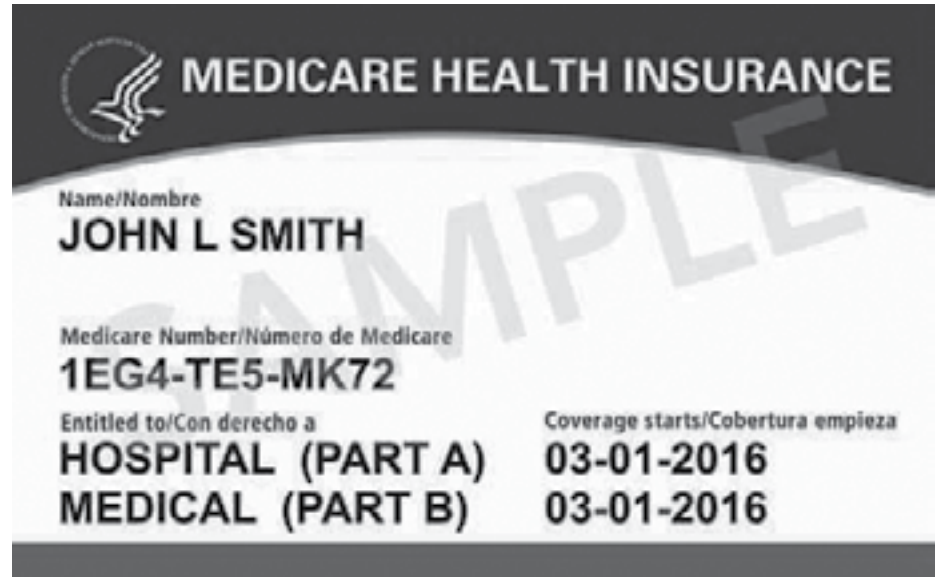 MEDICARE HEALTH INSURANCE
SAMPLE
Name/Nombre
JOHN L SMITH
Medicare Number/Número de Medicare
1EG4-TE5-MK72
Entitled to/Con derecho a
Coverage starts/Cobertura empieza
HOSPITAL (PART A) 03-01-2016
MEDICAL (PART B) 03-01-2016